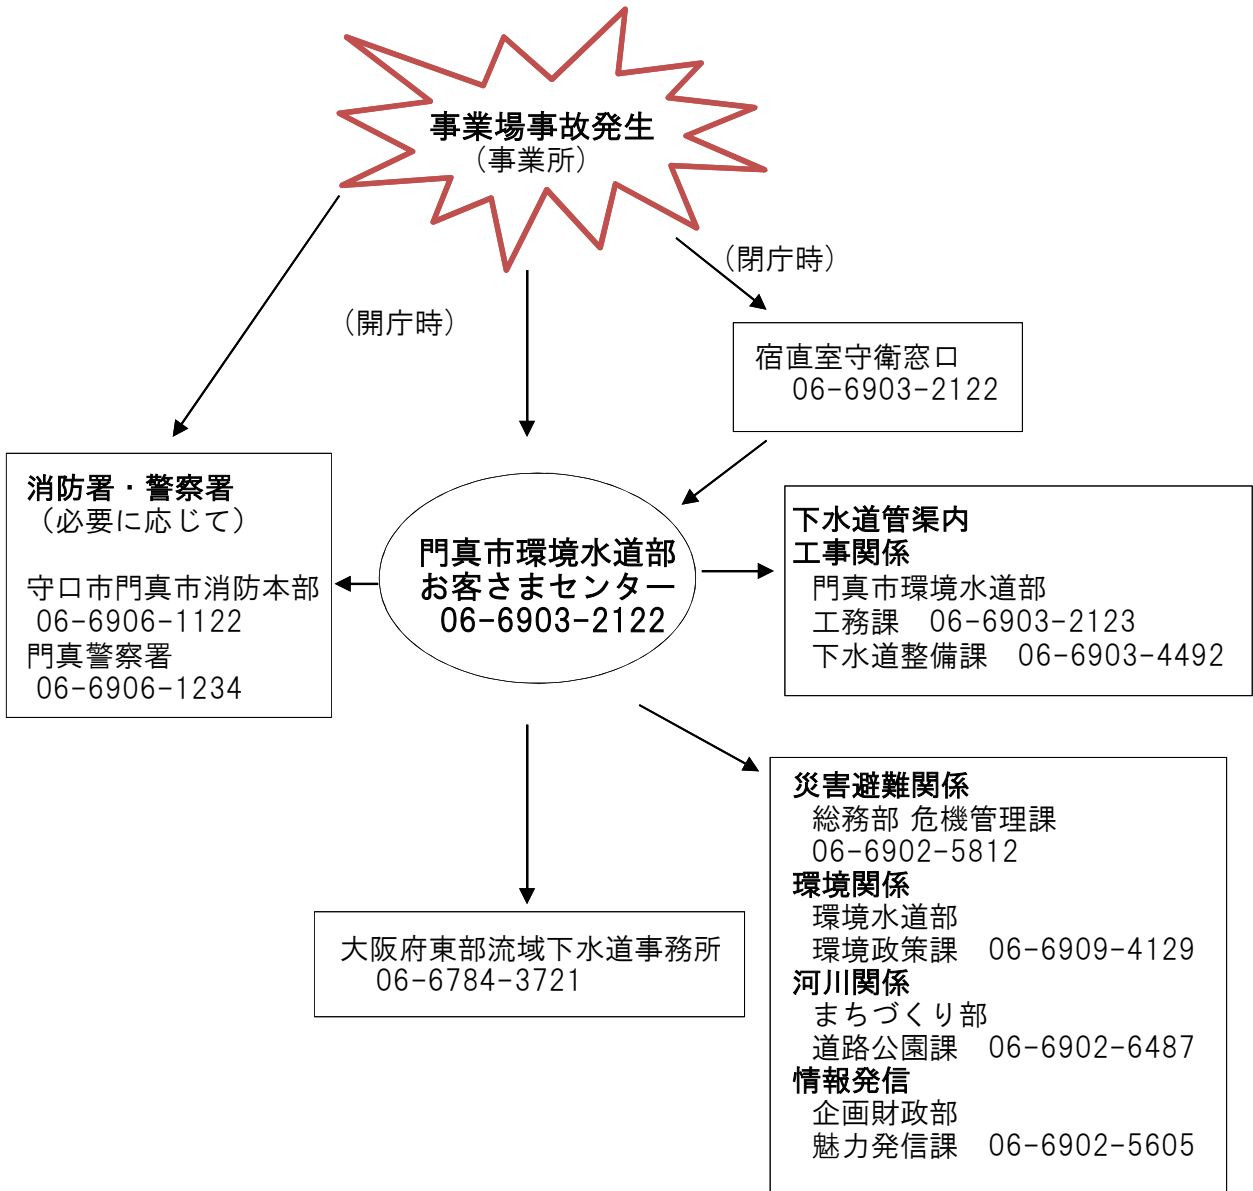 事業場事故発生
（事業所）
（閉庁時）
（開庁時）
宿直室守衛窓口
06-6903-2122
消防署・警察署
（必要に応じて）
守口市門真市消防本部
06-6906-1122
門真警察署
06-6906-1234
門真市環境水道部
お客さまセンター
06-6903-2122
下水道管渠内
工事関係
門真市環境水道部
工務課　06-6903-2123
下水道整備課　06-6903-4492
大阪府東部流域下水道事務所
06-6784-3721
災害避難関係
総務部 危機管理課
06-6902-5812
環境関係
環境水道部
環境政策課　06-6909-4129
河川関係
まちづくり部
道路公園課　06-6902-6487
情報発信
企画財政部
魅力発信課　06-6902-5605